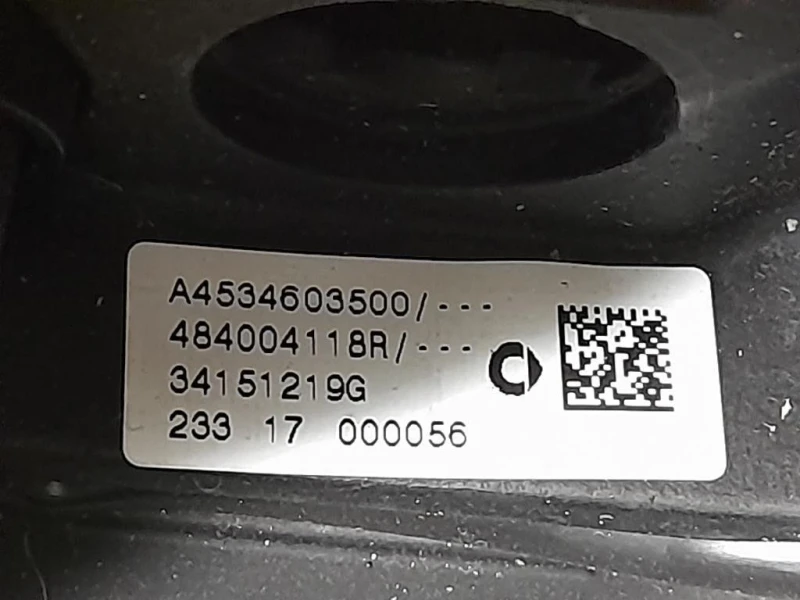 A4534603500/---
484004118R/---
34151219G
233 17 000056